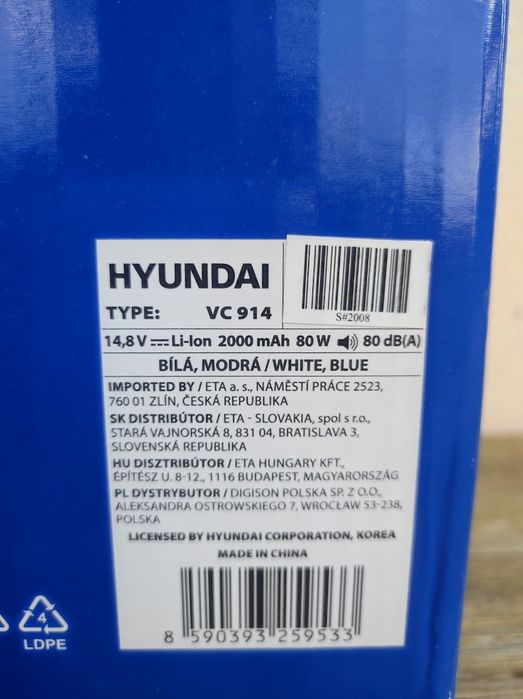 HYUNDAI
TYPE: VC 914
S#2008
14,8 V ⎓ Li-Ion 2000 mAh 80 W 80 dB(A)
BÍLÁ, MODRÁ / WHITE, BLUE
IMPORTED BY / ETA a. s., NÁMĚSTÍ PRÁCE 2523,
760 01 ZLÍN, ČESKÁ REPUBLIKA
SK DISTRIBÚTOR / ETA - SLOVAKIA, spol s r.o.,
STARÁ VAJNORSKÁ 8, 831 04, BRATISLAVA 3,
SLOVENSKÁ REPUBLIKA
HU DISZTRIBÚTOR / ETA HUNGARY KFT.,
ÉPÍTÉSZ U. 8-12., 1116 BUDAPEST, MAGYARORSZÁG
PL DYSTRYBUTOR / DIGISON POLSKA SP. Z O.O.,
ALEKSANDRA OSTROWSKIEGO 7, WROCŁAW 53-238,
POLSKA
LICENSED BY HYUNDAI CORPORATION, KOREA
MADE IN CHINA
8 590393 259533
4
LDPE